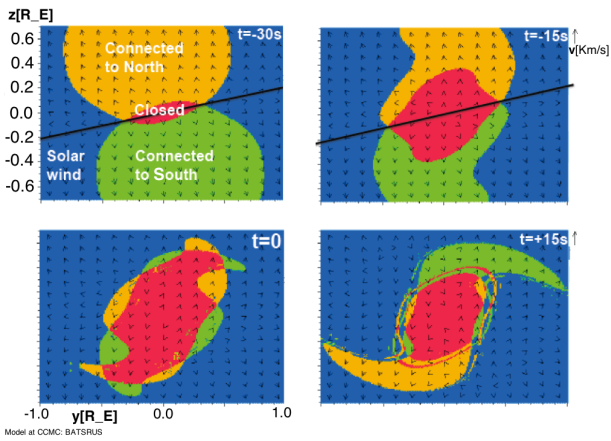 z[R_E]
t=-30s
t=-15s
v[Km/s]
0.6
0.4
0.2
0.0
-0.2
-0.4
-0.6
Connected
to North
Closed
Solar
wind
Connected
to South
t=0
t=+15s
-1.0
y[R_E]
0.0
1.0
Model at CCMC: BATSRUS